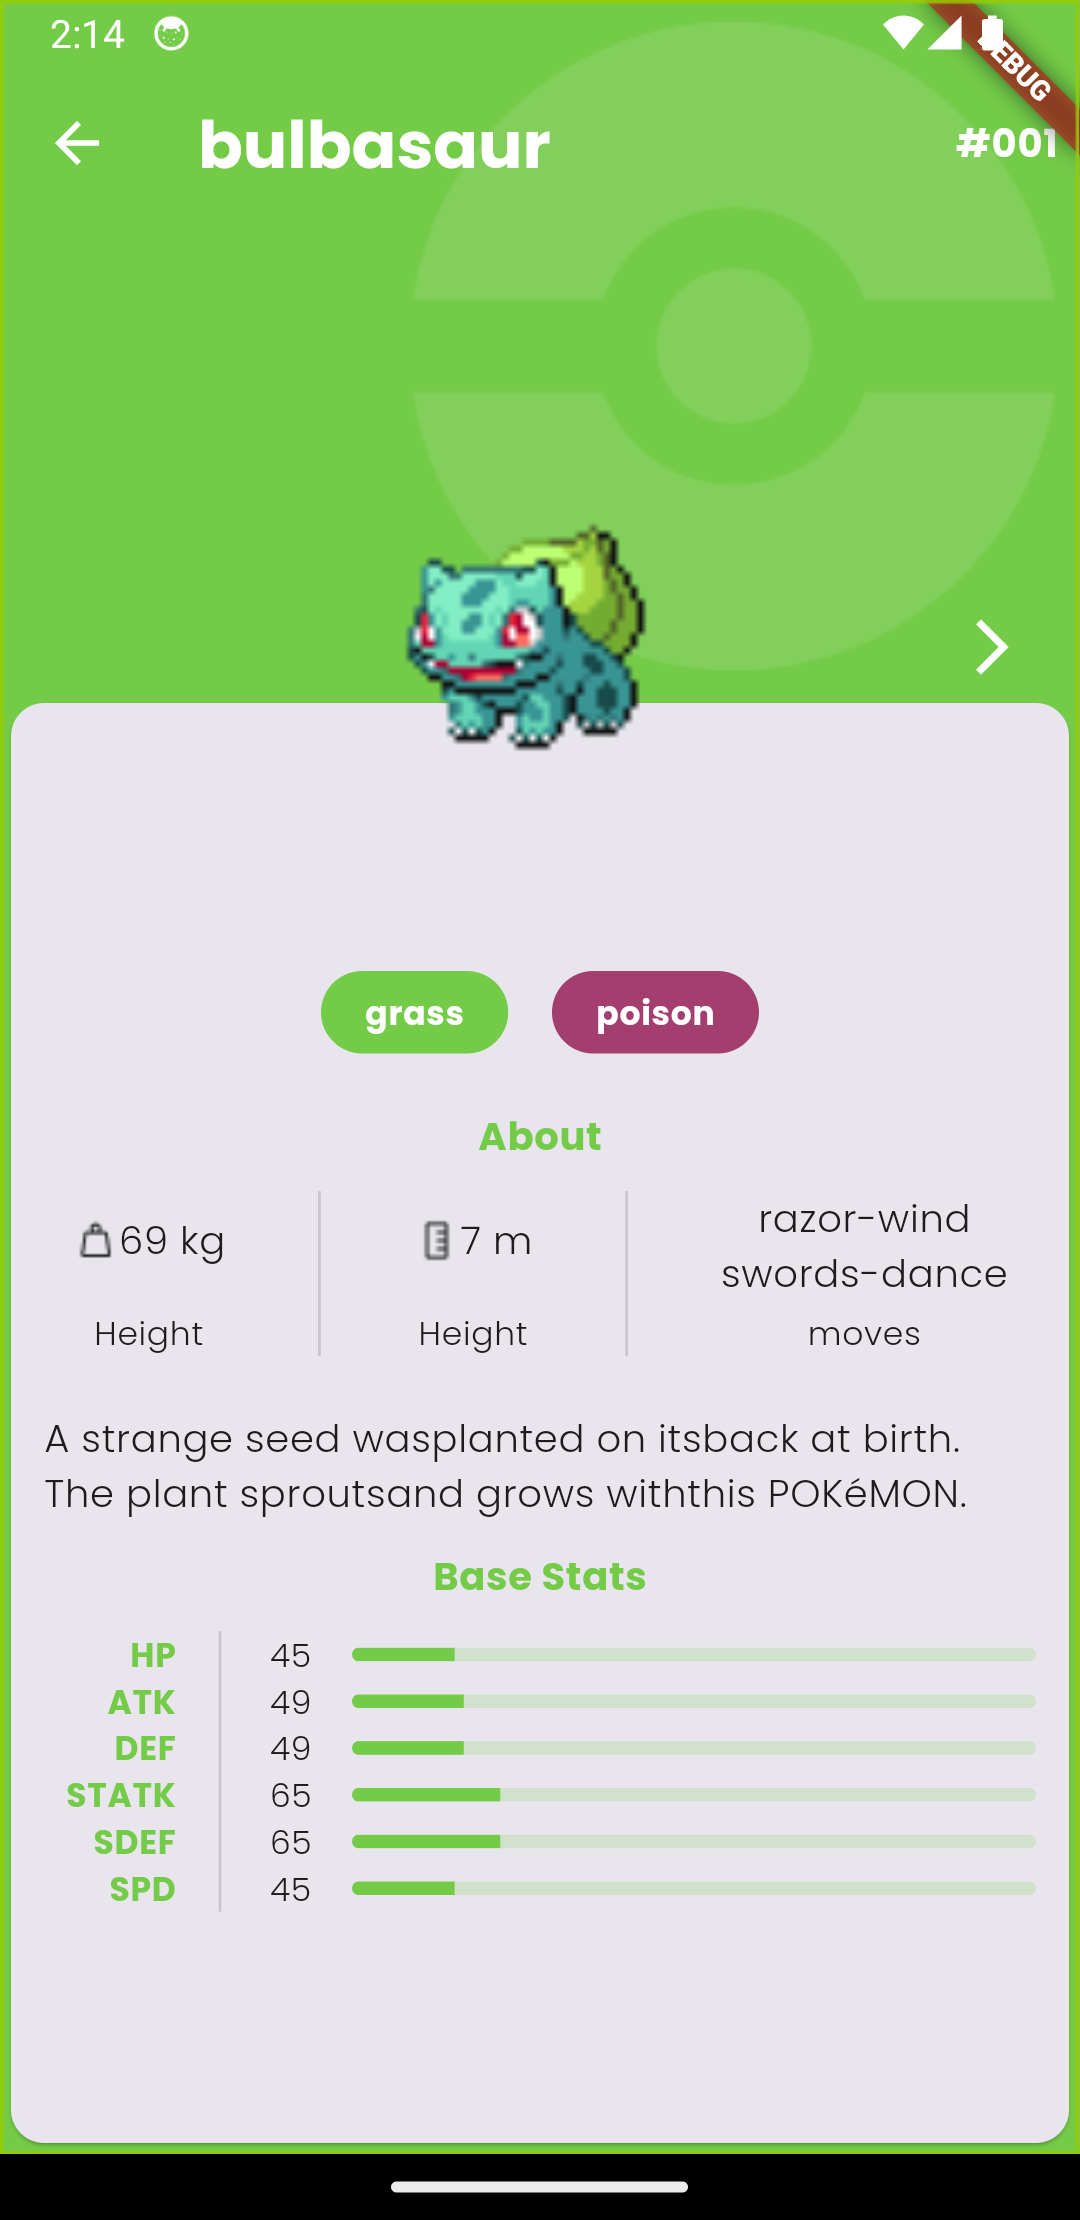 2:14
DEBUG
bulbasaur
#001
grass
poison
About
69 kg
7 m
razor-wind
swords-dance
Height
Height
moves
A strange seed wasplanted on itsback at birth.
The plant sproutsand grows withthis POKéMON.
Base Stats
HP 45
ATK 49
DEF 49
STATK 65
SDEF 65
SPD 45